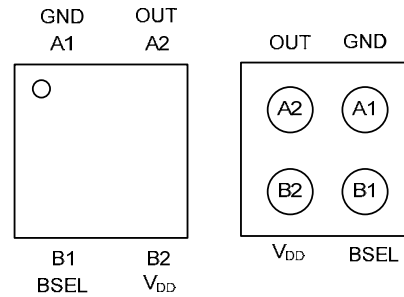 GND OUT
A1 A2
B1 B2
BSEL VDD
OUT GND
A2 A1
B2 B1
VDD BSEL